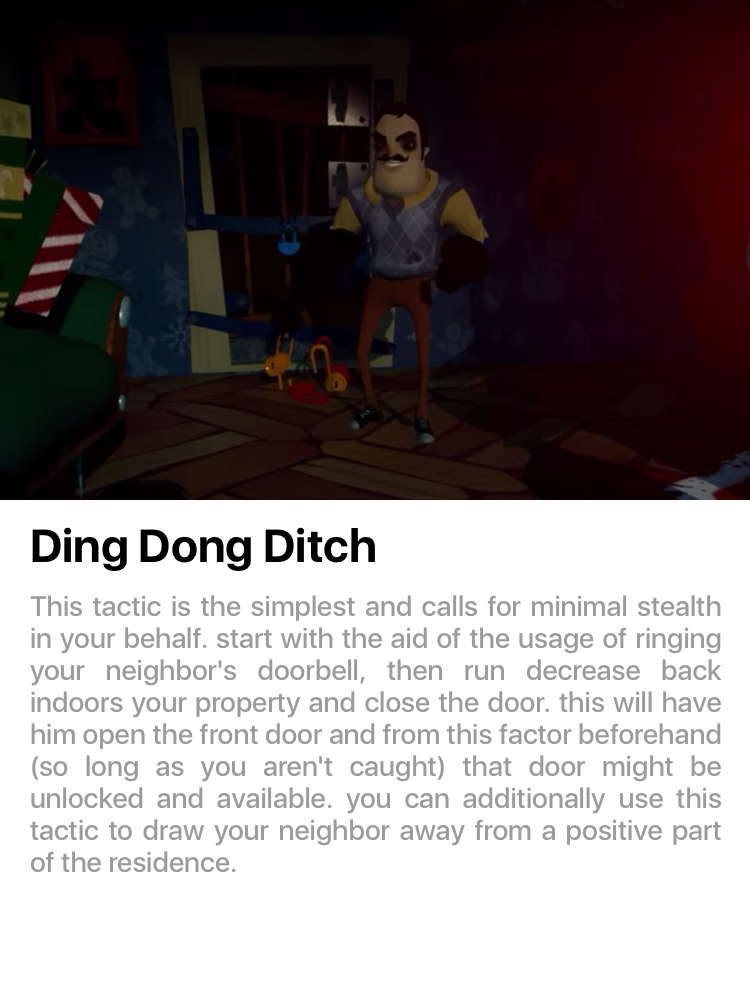 Ding Dong Ditch
This tactic is the simplest and calls for minimal stealth
in your behalf. start with the aid of the usage of ringing
your neighbor's doorbell, then run decrease back
indoors your property and close the door. this will have
him open the front door and from this factor beforehand
(so long as you aren't caught) that door might be
unlocked and available. you can additionally use this
tactic to draw your neighbor away from a positive part
of the residence.